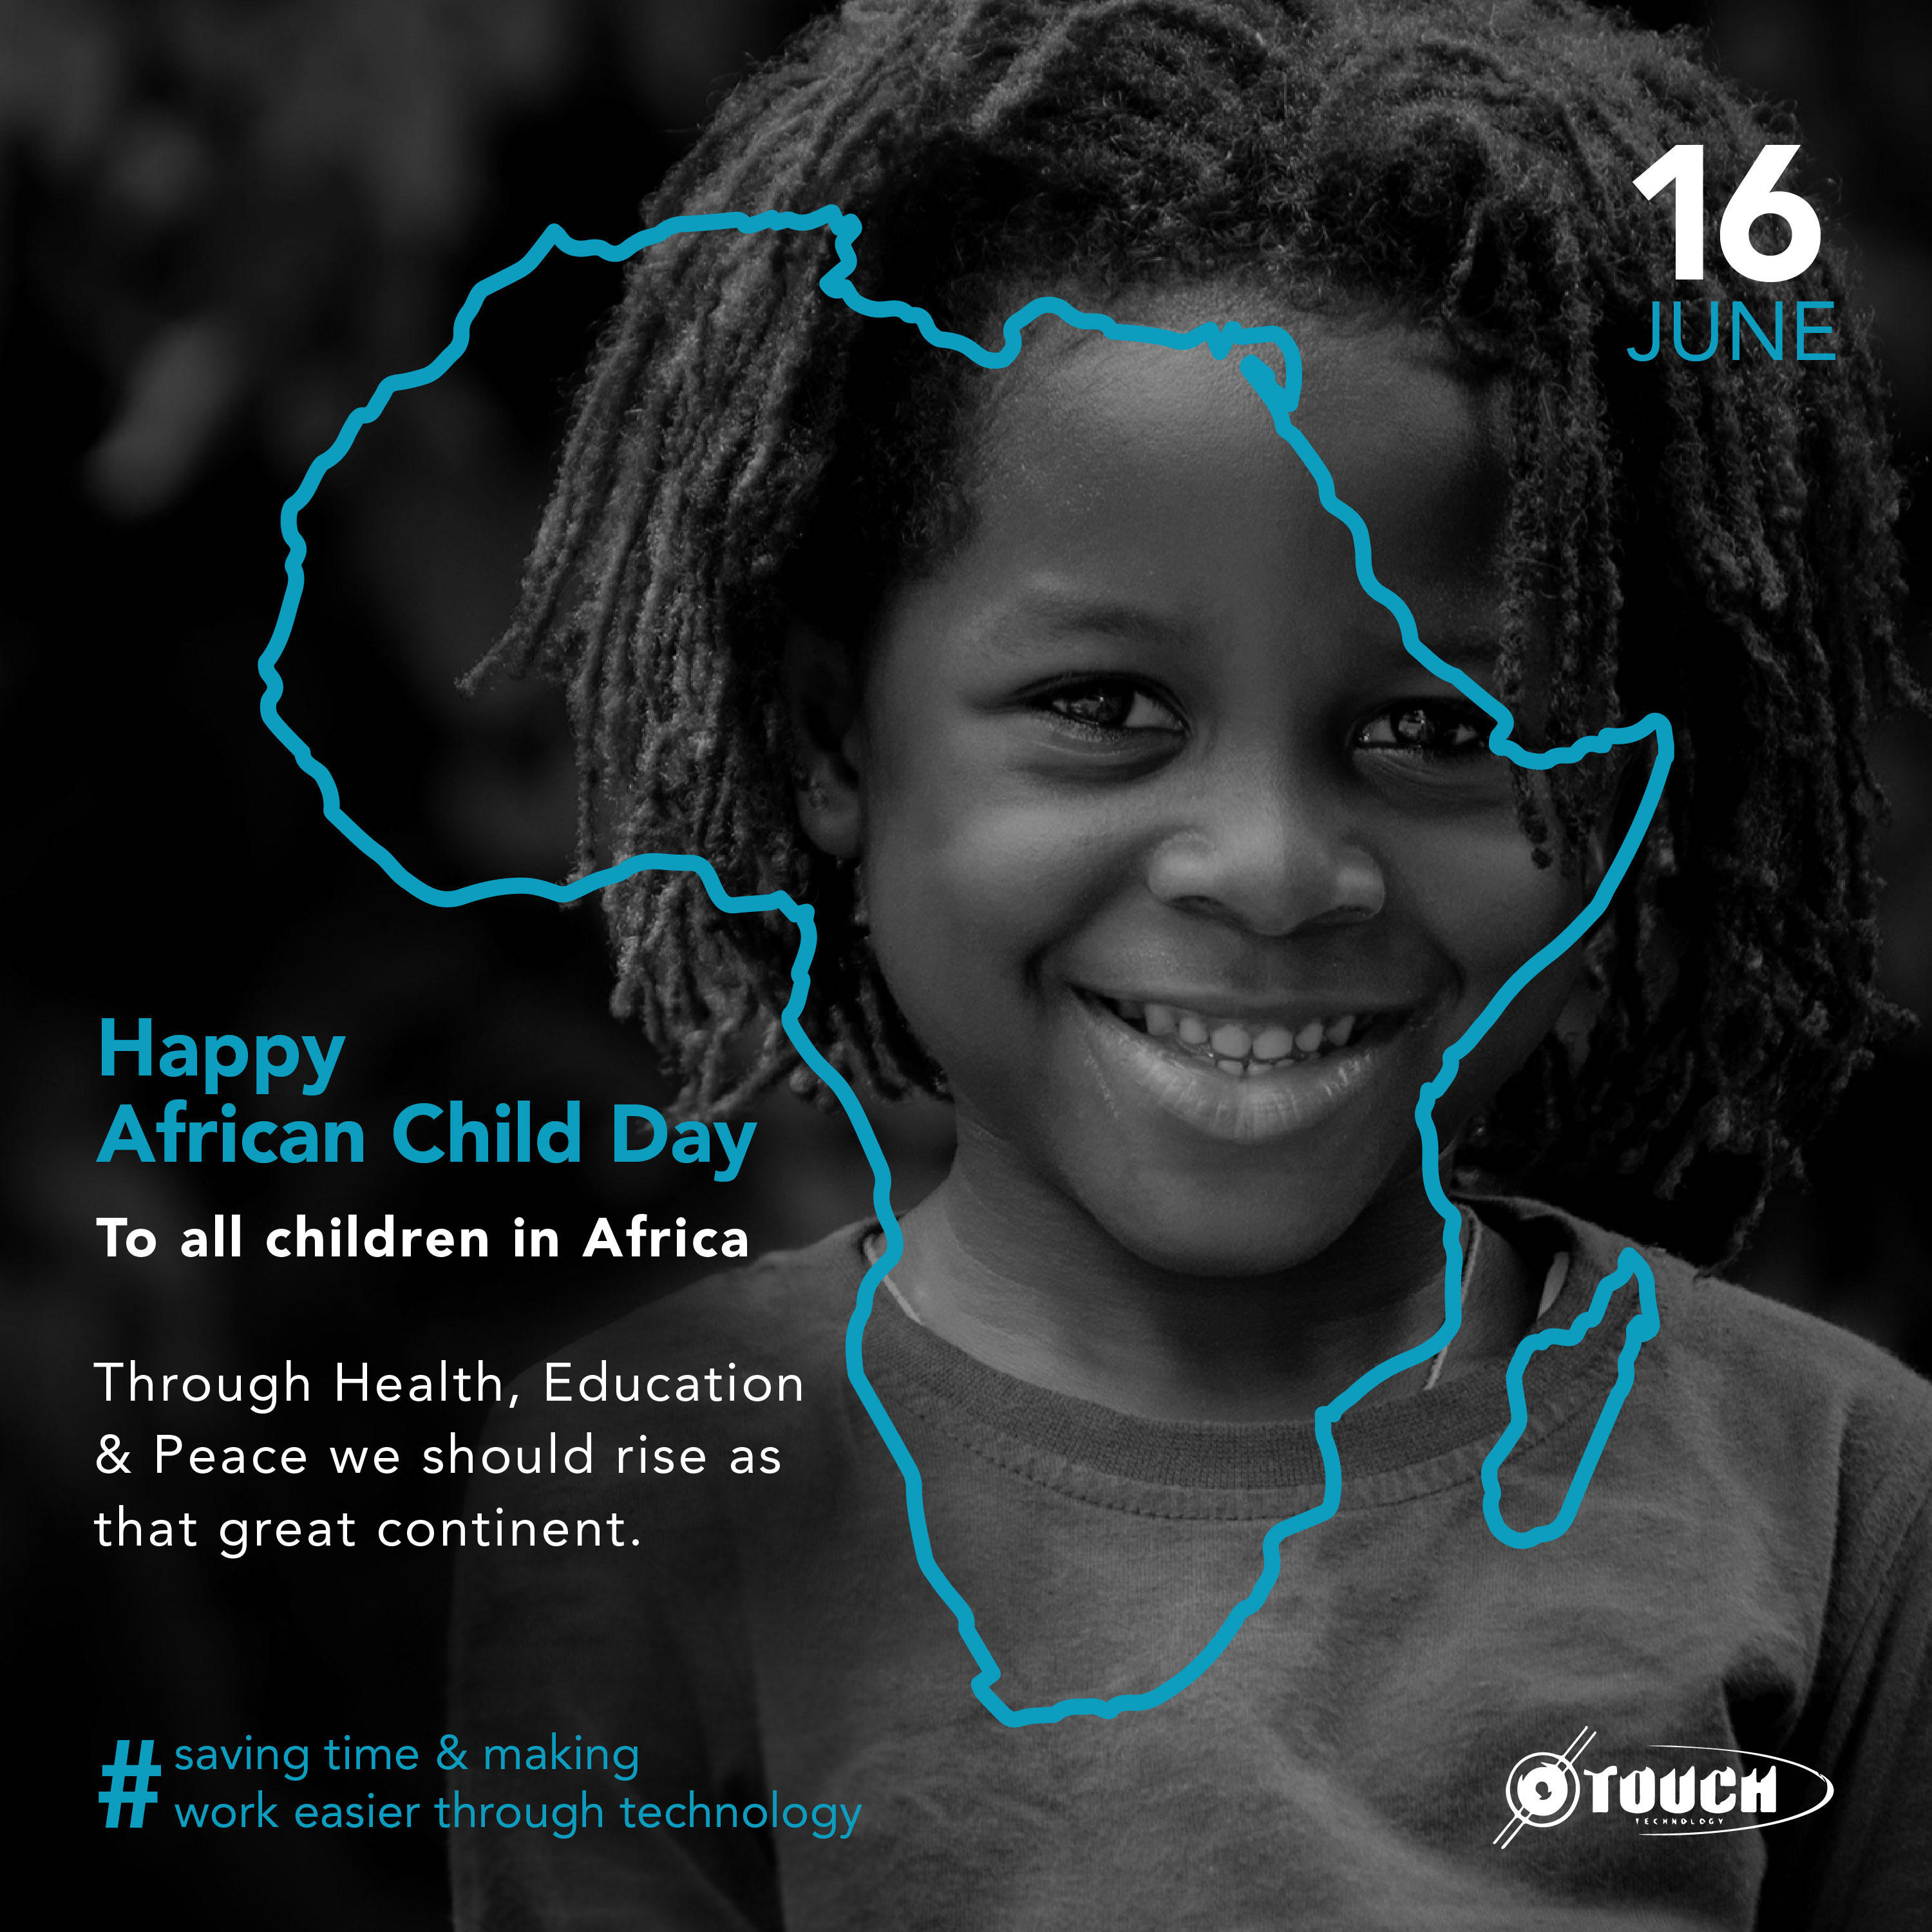 16
JUNE
Happy
African Child Day
To all children in Africa
Through Health, Education
& Peace we should rise as
that great continent.
# saving time & making
work easier through technology
TOUCH
TECHNOLOGY